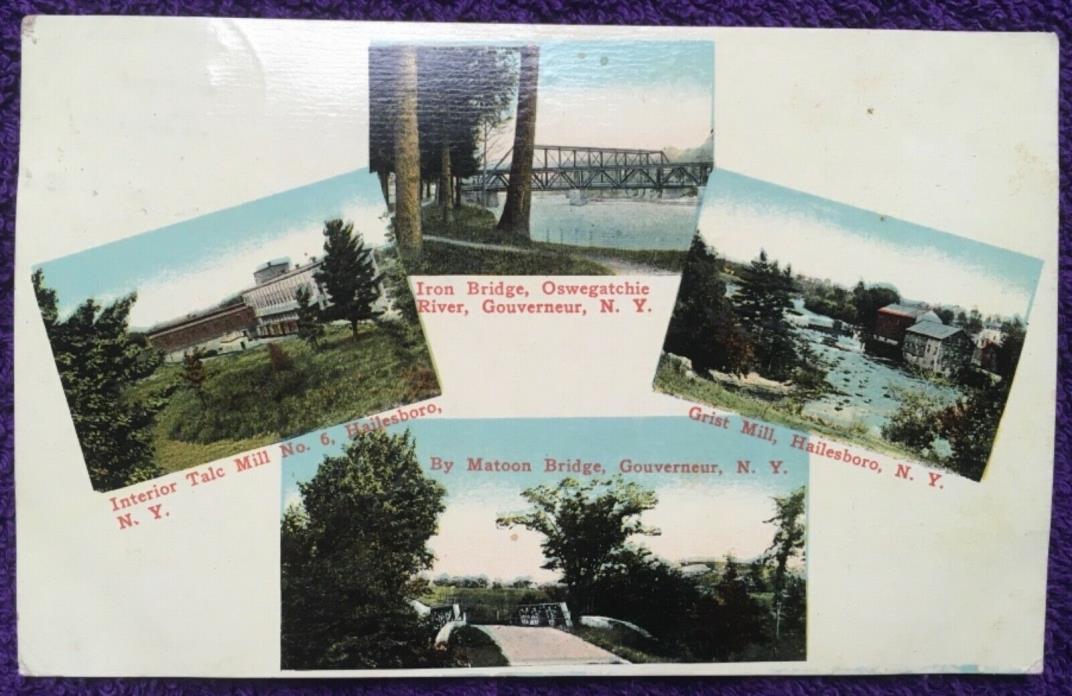 Iron Bridge, Oswegatchie
River, Gouverneur, N. Y.
Interior Talc Mill No. 6, Hailesboro,
N. Y.
Grist Mill, Hailesboro, N. Y.
By Matoon Bridge, Gouverneur, N. Y.